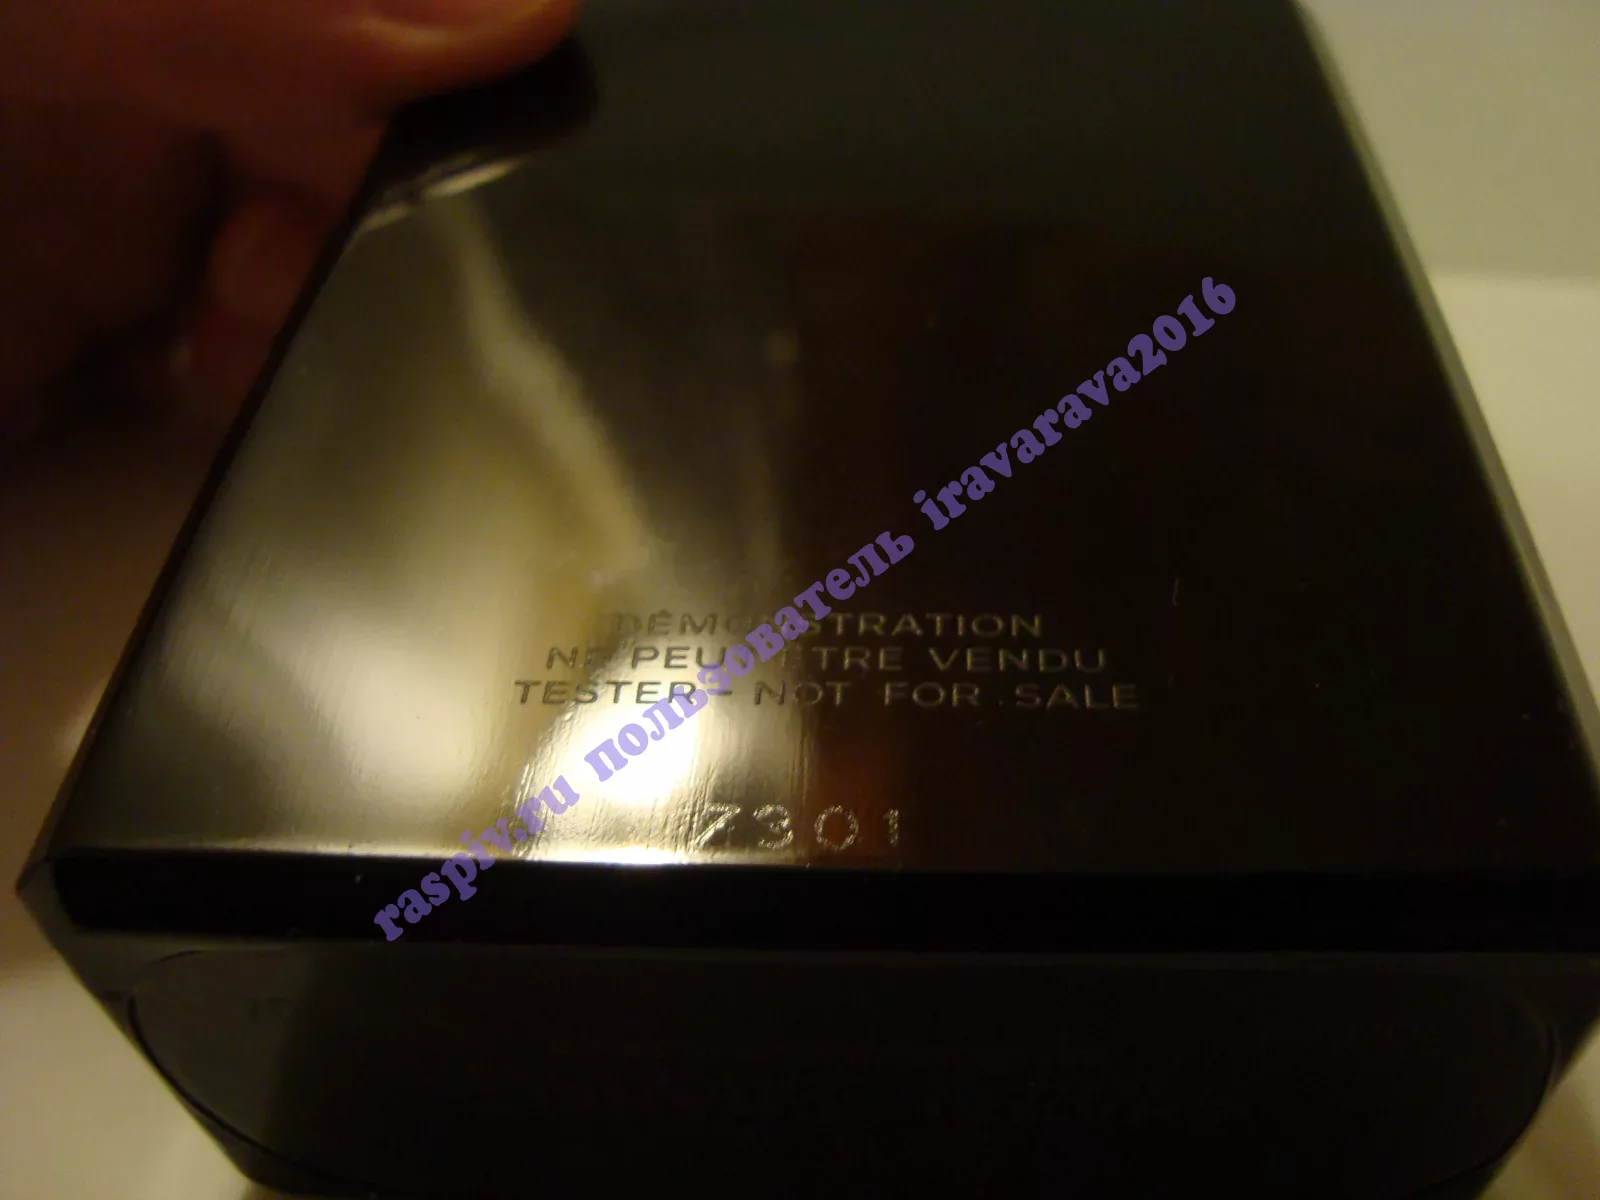 DÉMONSTRATION
NE PEUT ÊTRE VENDU
TESTER - NOT FOR SALE
7301
raspiv.ru пользователь iravarava2016